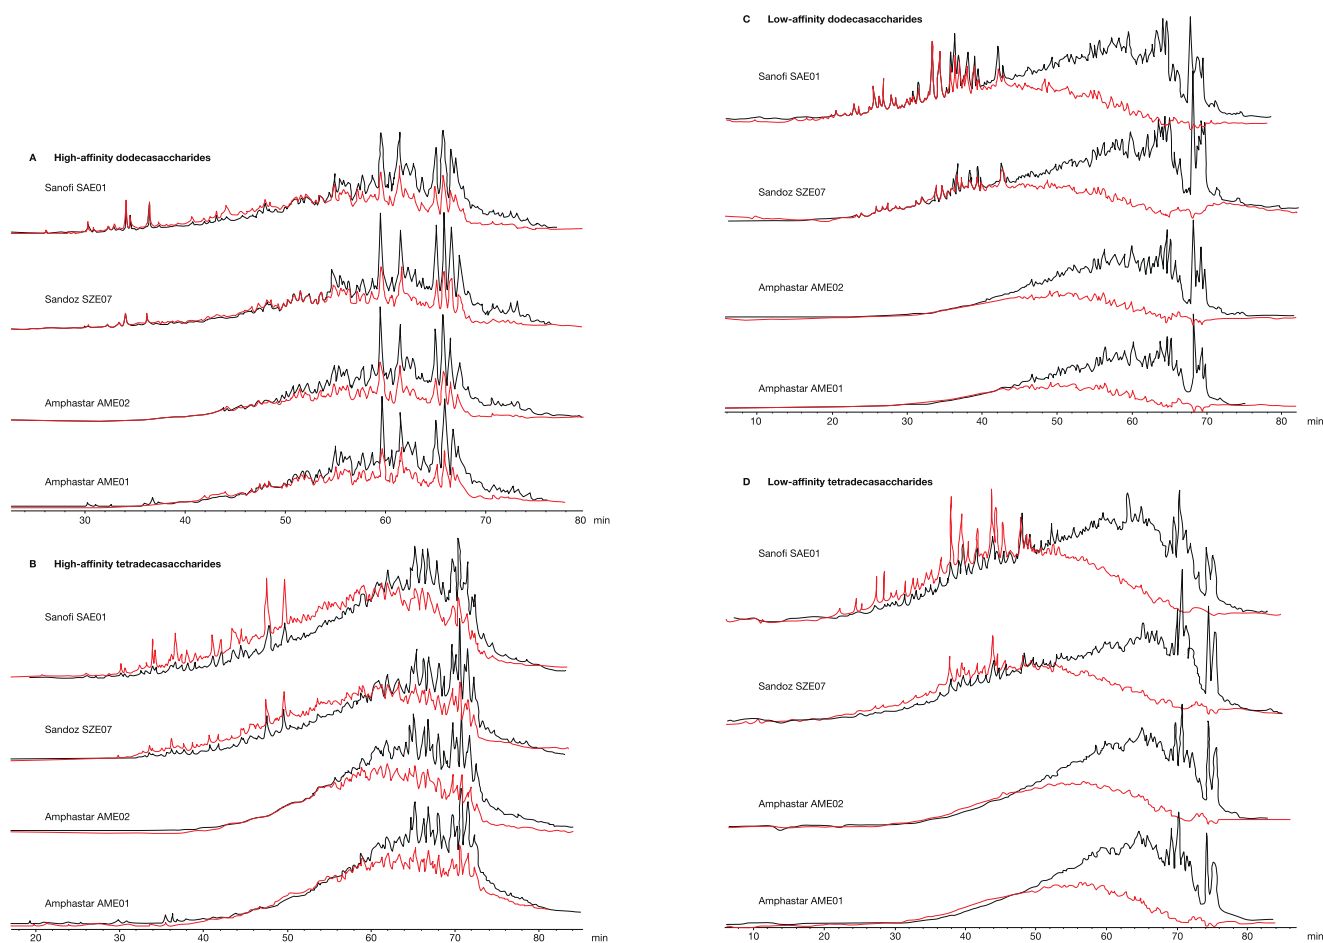 A High-affinity dodecasaccharides
Sanofi SAE01
Sandoz SZE07
Amphastar AME02
Amphastar AME01
30 40 50 60 70 80 min
B High-affinity tetradecasaccharides
Sanofi SAE01
Sandoz SZE07
Amphastar AME02
Amphastar AME01
20 30 40 50 60 70 80 min
C Low-affinity dodecasaccharides
Sanofi SAE01
Sandoz SZE07
Amphastar AME02
Amphastar AME01
10 20 30 40 50 60 70 80 min
D Low-affinity tetradecasaccharides
Sanofi SAE01
Sandoz SZE07
Amphastar AME02
Amphastar AME01
10 20 30 40 50 60 70 80 min